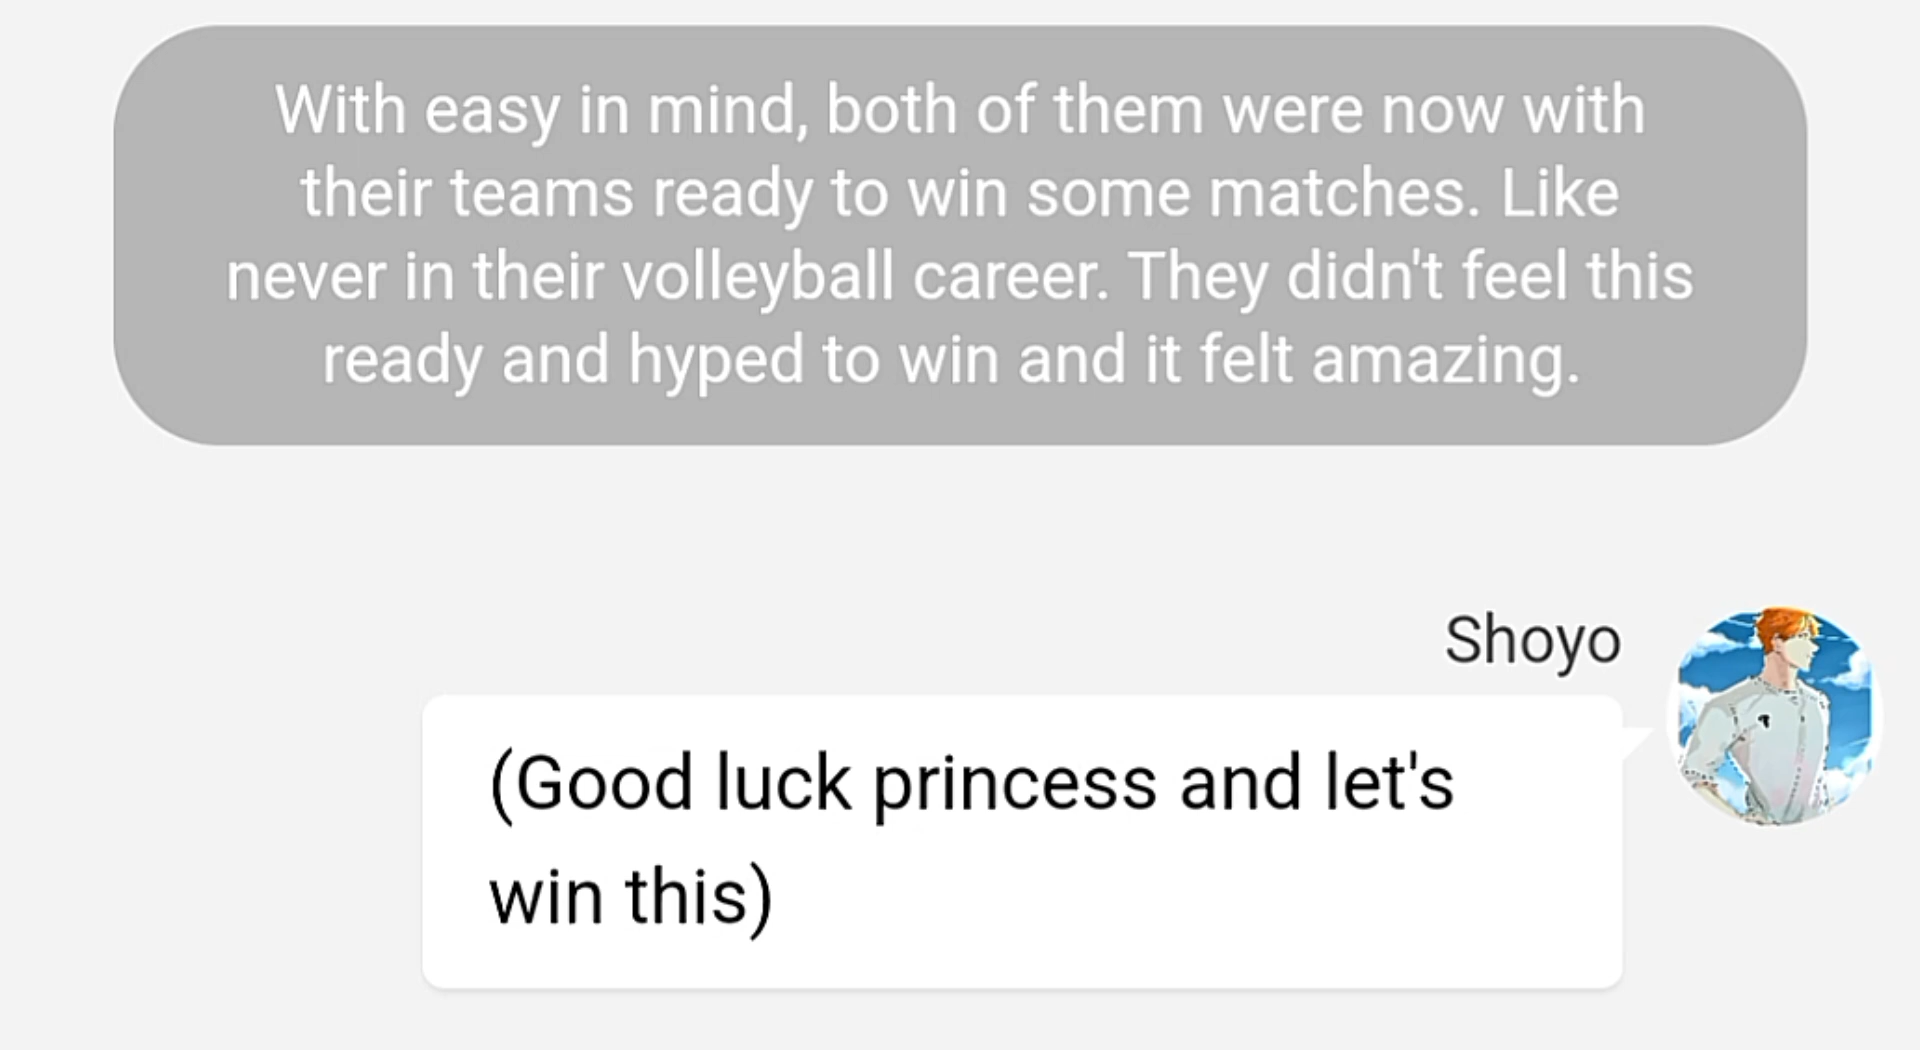 With easy in mind, both of them were now with
their teams ready to win some matches. Like
never in their volleyball career. They didn't feel this
ready and hyped to win and it felt amazing.
Shoyo
(Good luck princess and let's
win this)